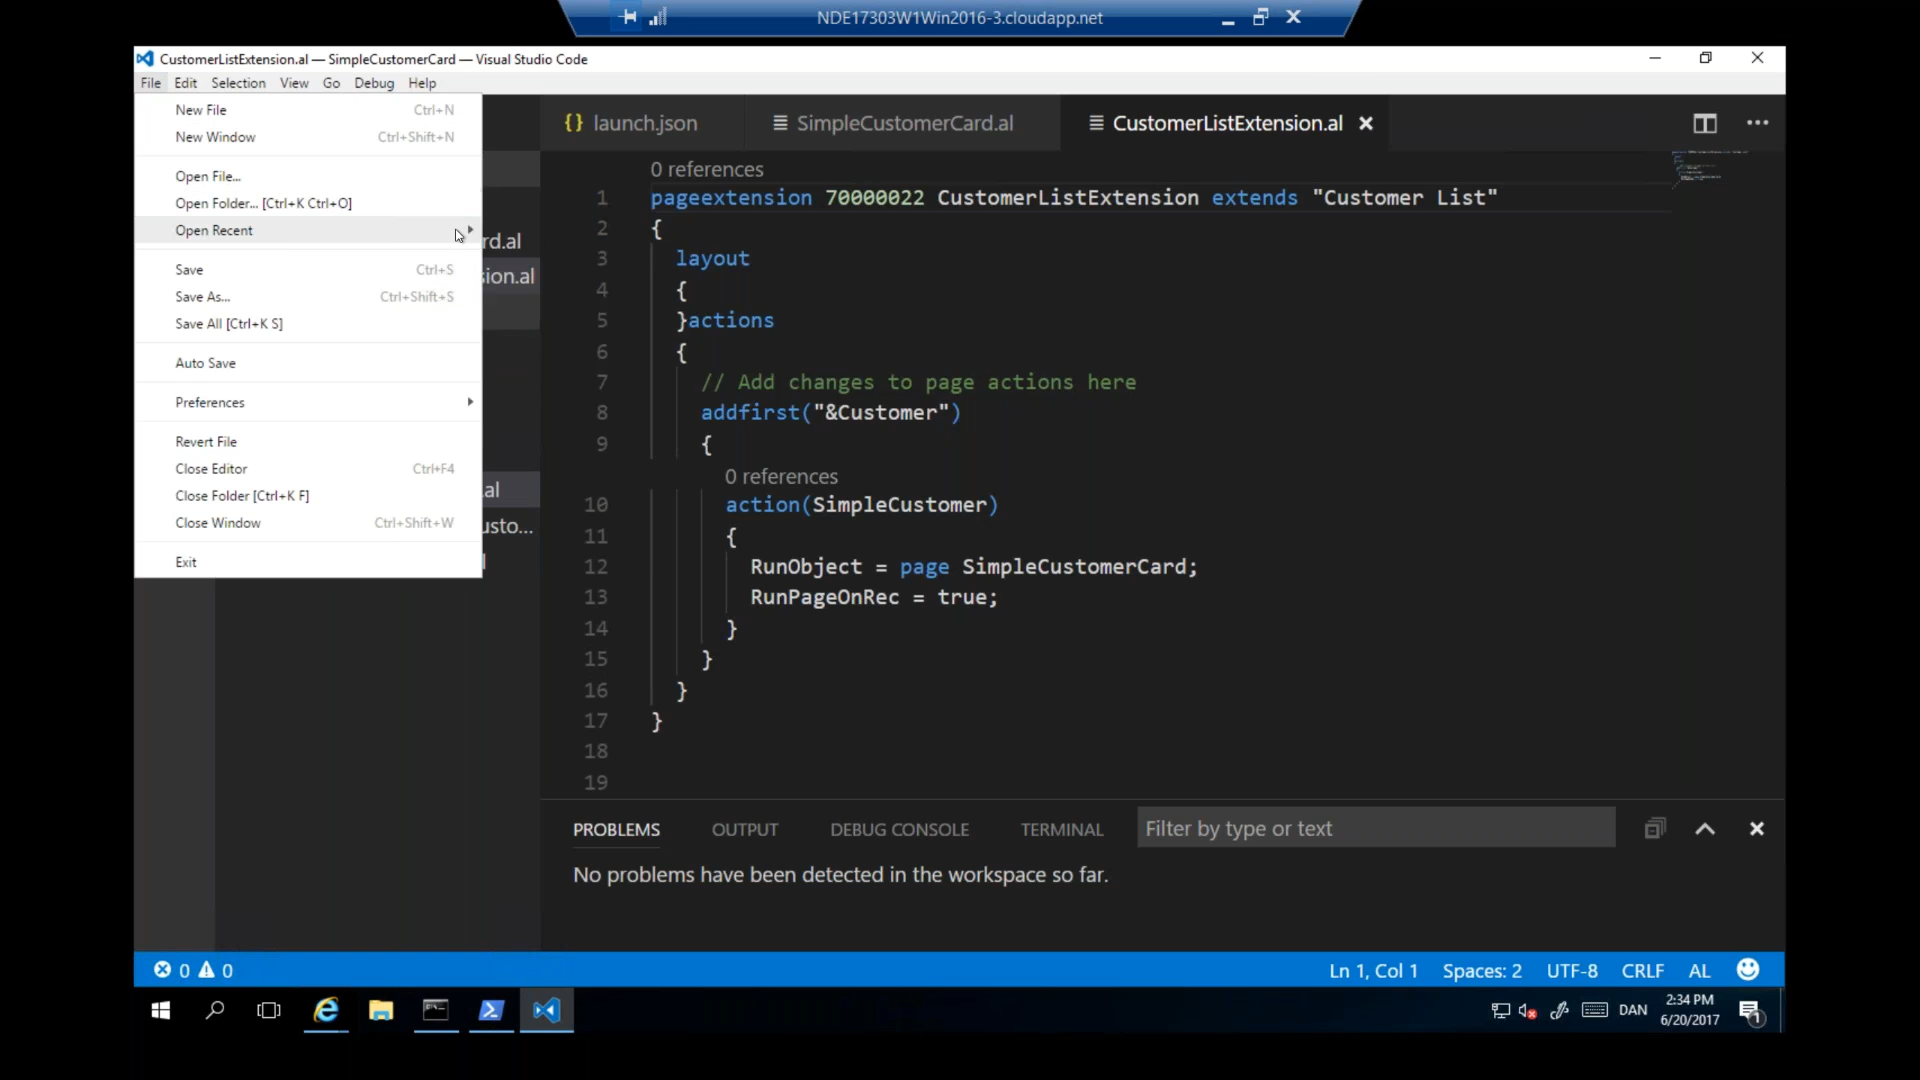 NDE17303W1Win2016-3.cloudapp.net
CustomerListExtension.al — SimpleCustomerCard — Visual Studio Code
File Edit Selection View Go Debug Help
New File Ctrl+N
New Window Ctrl+Shift+N
Open File...
Open Folder... [Ctrl+K Ctrl+O]
Open Recent
Save Ctrl+S
Save As... Ctrl+Shift+S
Save All [Ctrl+K S]
Auto Save
Preferences
Revert File
Close Editor Ctrl+F4
Close Folder [Ctrl+K F]
Close Window Ctrl+Shift+W
Exit
rd.al
sion.al
.al
usto...
{} launch.json SimpleCustomerCard.al CustomerListExtension.al
0 references
1 pageextension 70000022 CustomerListExtension extends "Customer List"
2 {
3 layout
4 {
5 }actions
6 {
7 // Add changes to page actions here
8 addfirst("&Customer")
9 {
0 references
10 action(SimpleCustomer)
11 {
12 RunObject = page SimpleCustomerCard;
13 RunPageOnRec = true;
14 }
15 }
16 }
17 }
18
19
PROBLEMS OUTPUT DEBUG CONSOLE TERMINAL Filter by type or text
No problems have been detected in the workspace so far.
0 0 Ln 1, Col 1 Spaces: 2 UTF-8 CRLF AL
DAN 2:34 PM
6/20/2017
1